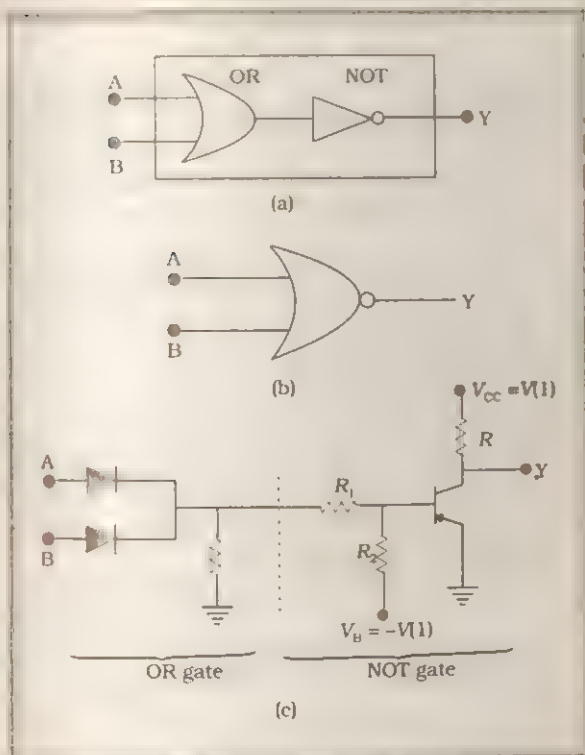 OR NOT
A
B
Y
(a)
A
B
Y
(b)
V_CC = V(1)
R
A
Y
R_1
B
R_2
V_B = -V(1)
OR gate NOT gate
(c)